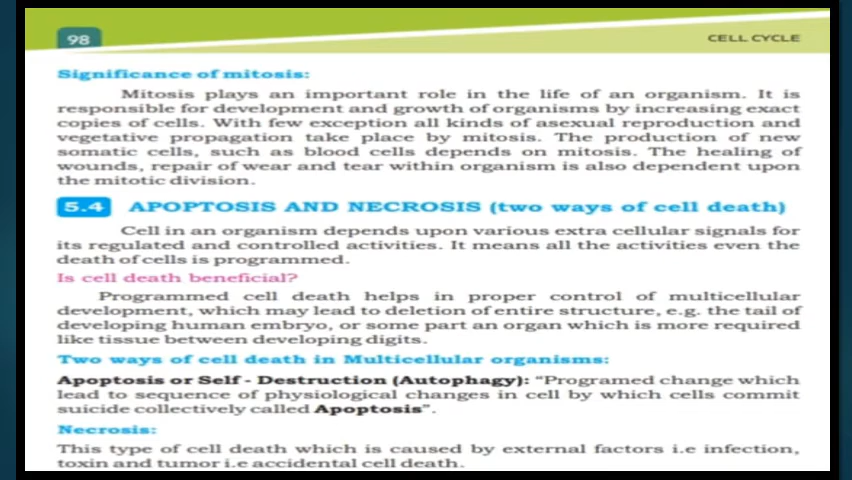 98
CELL CYCLE
Significance of mitosis:
Mitosis plays an important role in the life of an organism. It is
responsible for development and growth of organisms by increasing exact
copies of cells. With few exception all kinds of asexual reproduction and
vegetative propagation take place by mitosis. The production of new
somatic cells, such as blood cells depends on mitosis. The healing of
wounds, repair of wear and tear within organism is also dependent upon
the mitotic division.
5.4 APOPTOSIS AND NECROSIS (two ways of cell death)
Cell in an organism depends upon various extra cellular signals for
its regulated and controlled activities. It means all the activities even the
death of cells is programmed.
Is cell death beneficial?
Programmed cell death helps in proper control of multicellular
development, which may lead to deletion of entire structure, e.g. the tail of
developing human embryo, or some part an organ which is more required
like tissue between developing digits.
Two ways of cell death in Multicellular organisms:
Apoptosis or Self - Destruction (Autophagy): “Programed change which
lead to sequence of physiological changes in cell by which cells commit
suicide collectively called Apoptosis”.
Necrosis:
This type of cell death which is caused by external factors i.e infection,
toxin and tumor i.e accidental cell death.